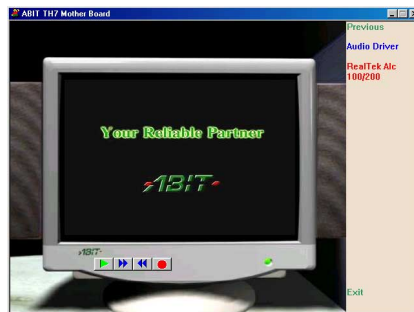 ABIT TH7 Mother Board
Previous
Audio Driver
RealTek Alc
100/200
Your Reliable Partner
ABIT
ABIT
Exit